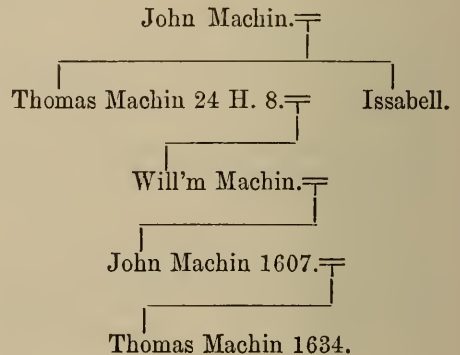 John Machin.
Thomas Machin 24 H. 8. Issabell.
Will'm Machin.
John Machin 1607.
Thomas Machin 1634.